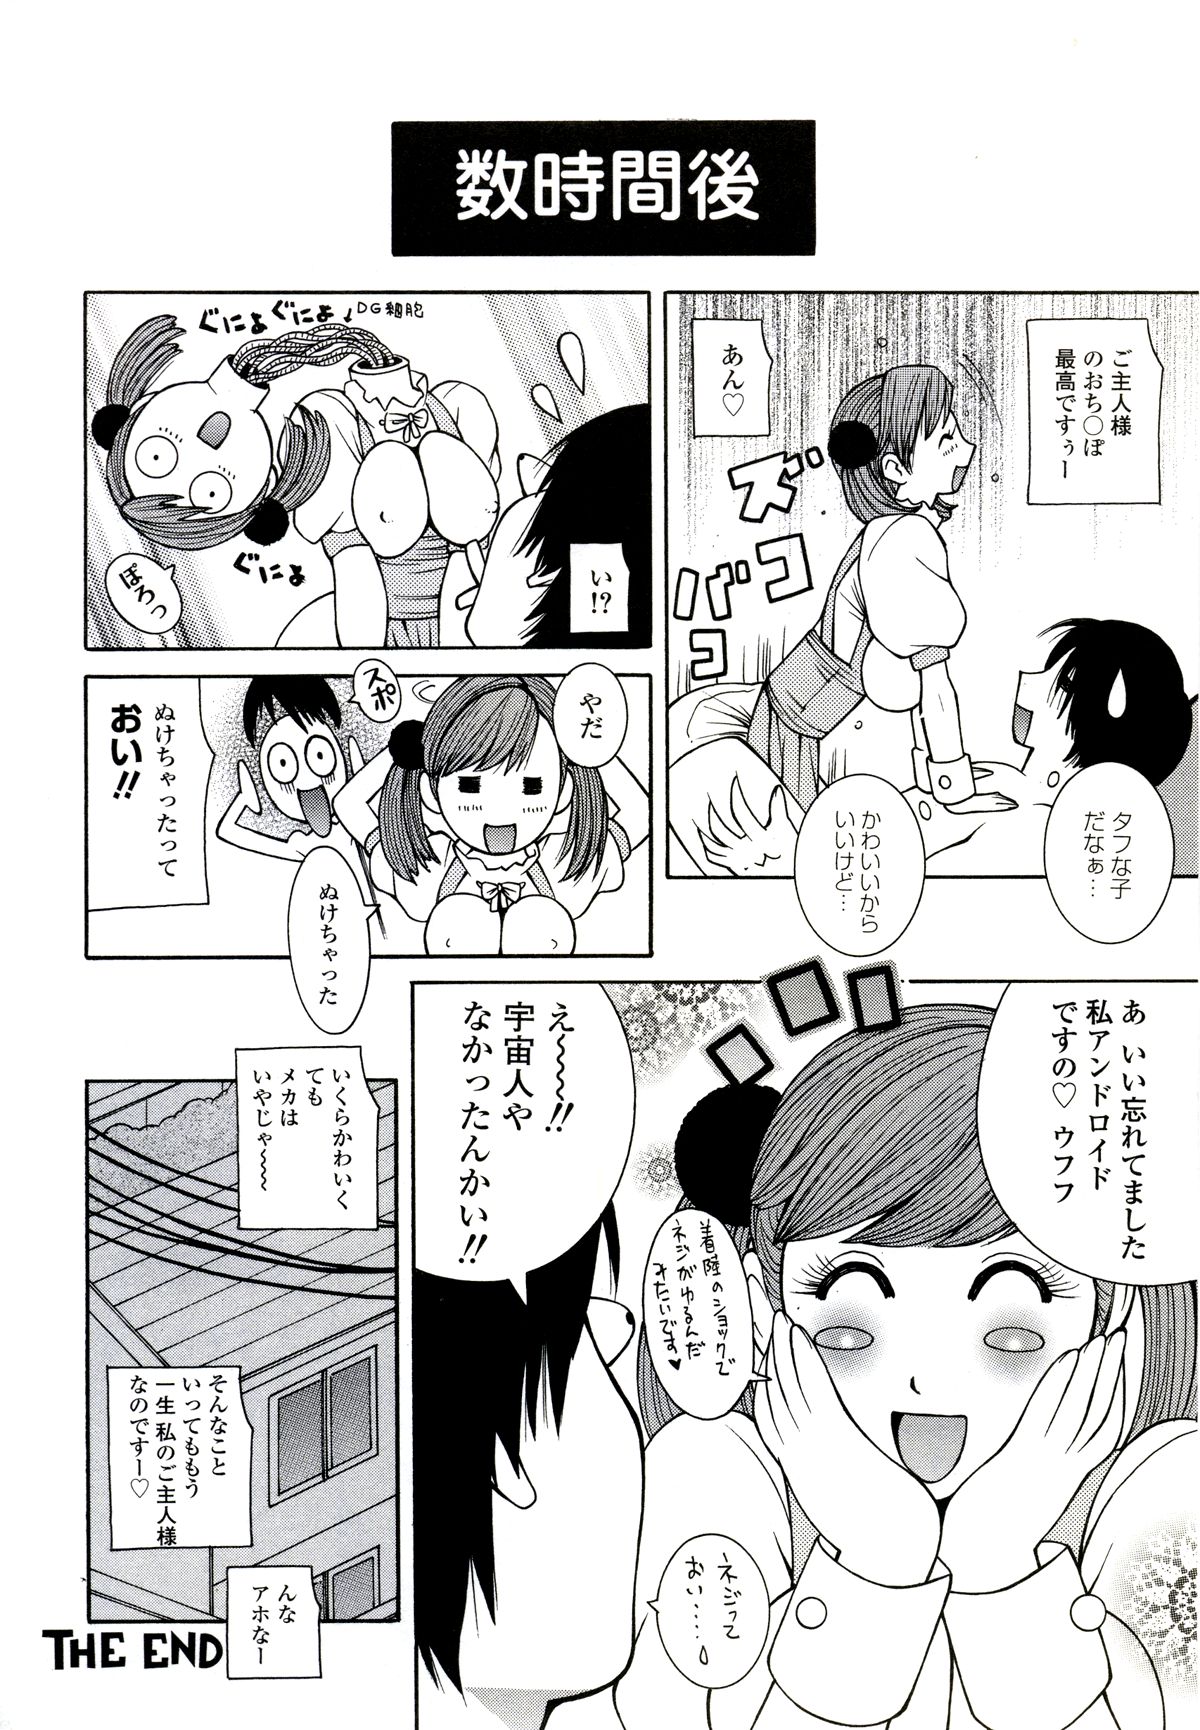 数時間後
ご主人様
のおち〇ぽ
最高ですぅー
あん♡
ズッ
バコ
バコ
タフな子
だなぁ…
かわいいから
いいけど…
DG細胞
ぐにょ
ぐにょ
ぐにょ
ぽろっ
い!?
やだ
スポ
ぬけちゃった
ぬけちゃったって
おい!!
あ いい忘れてました
私アンドロイド
ですの♡ ウフフ
着陸のショックで
ネジがゆるんだ
みたいです♥
え〜〜!!
宇宙人や
なかったんかい!!
ネジって
おい‥‥
いくらかわいく
ても
メカは
いやじゃ〜〜〜
そんなこと
いってももう
一生 私のご主人様
なのですー♡
んな
アホなー
THE END